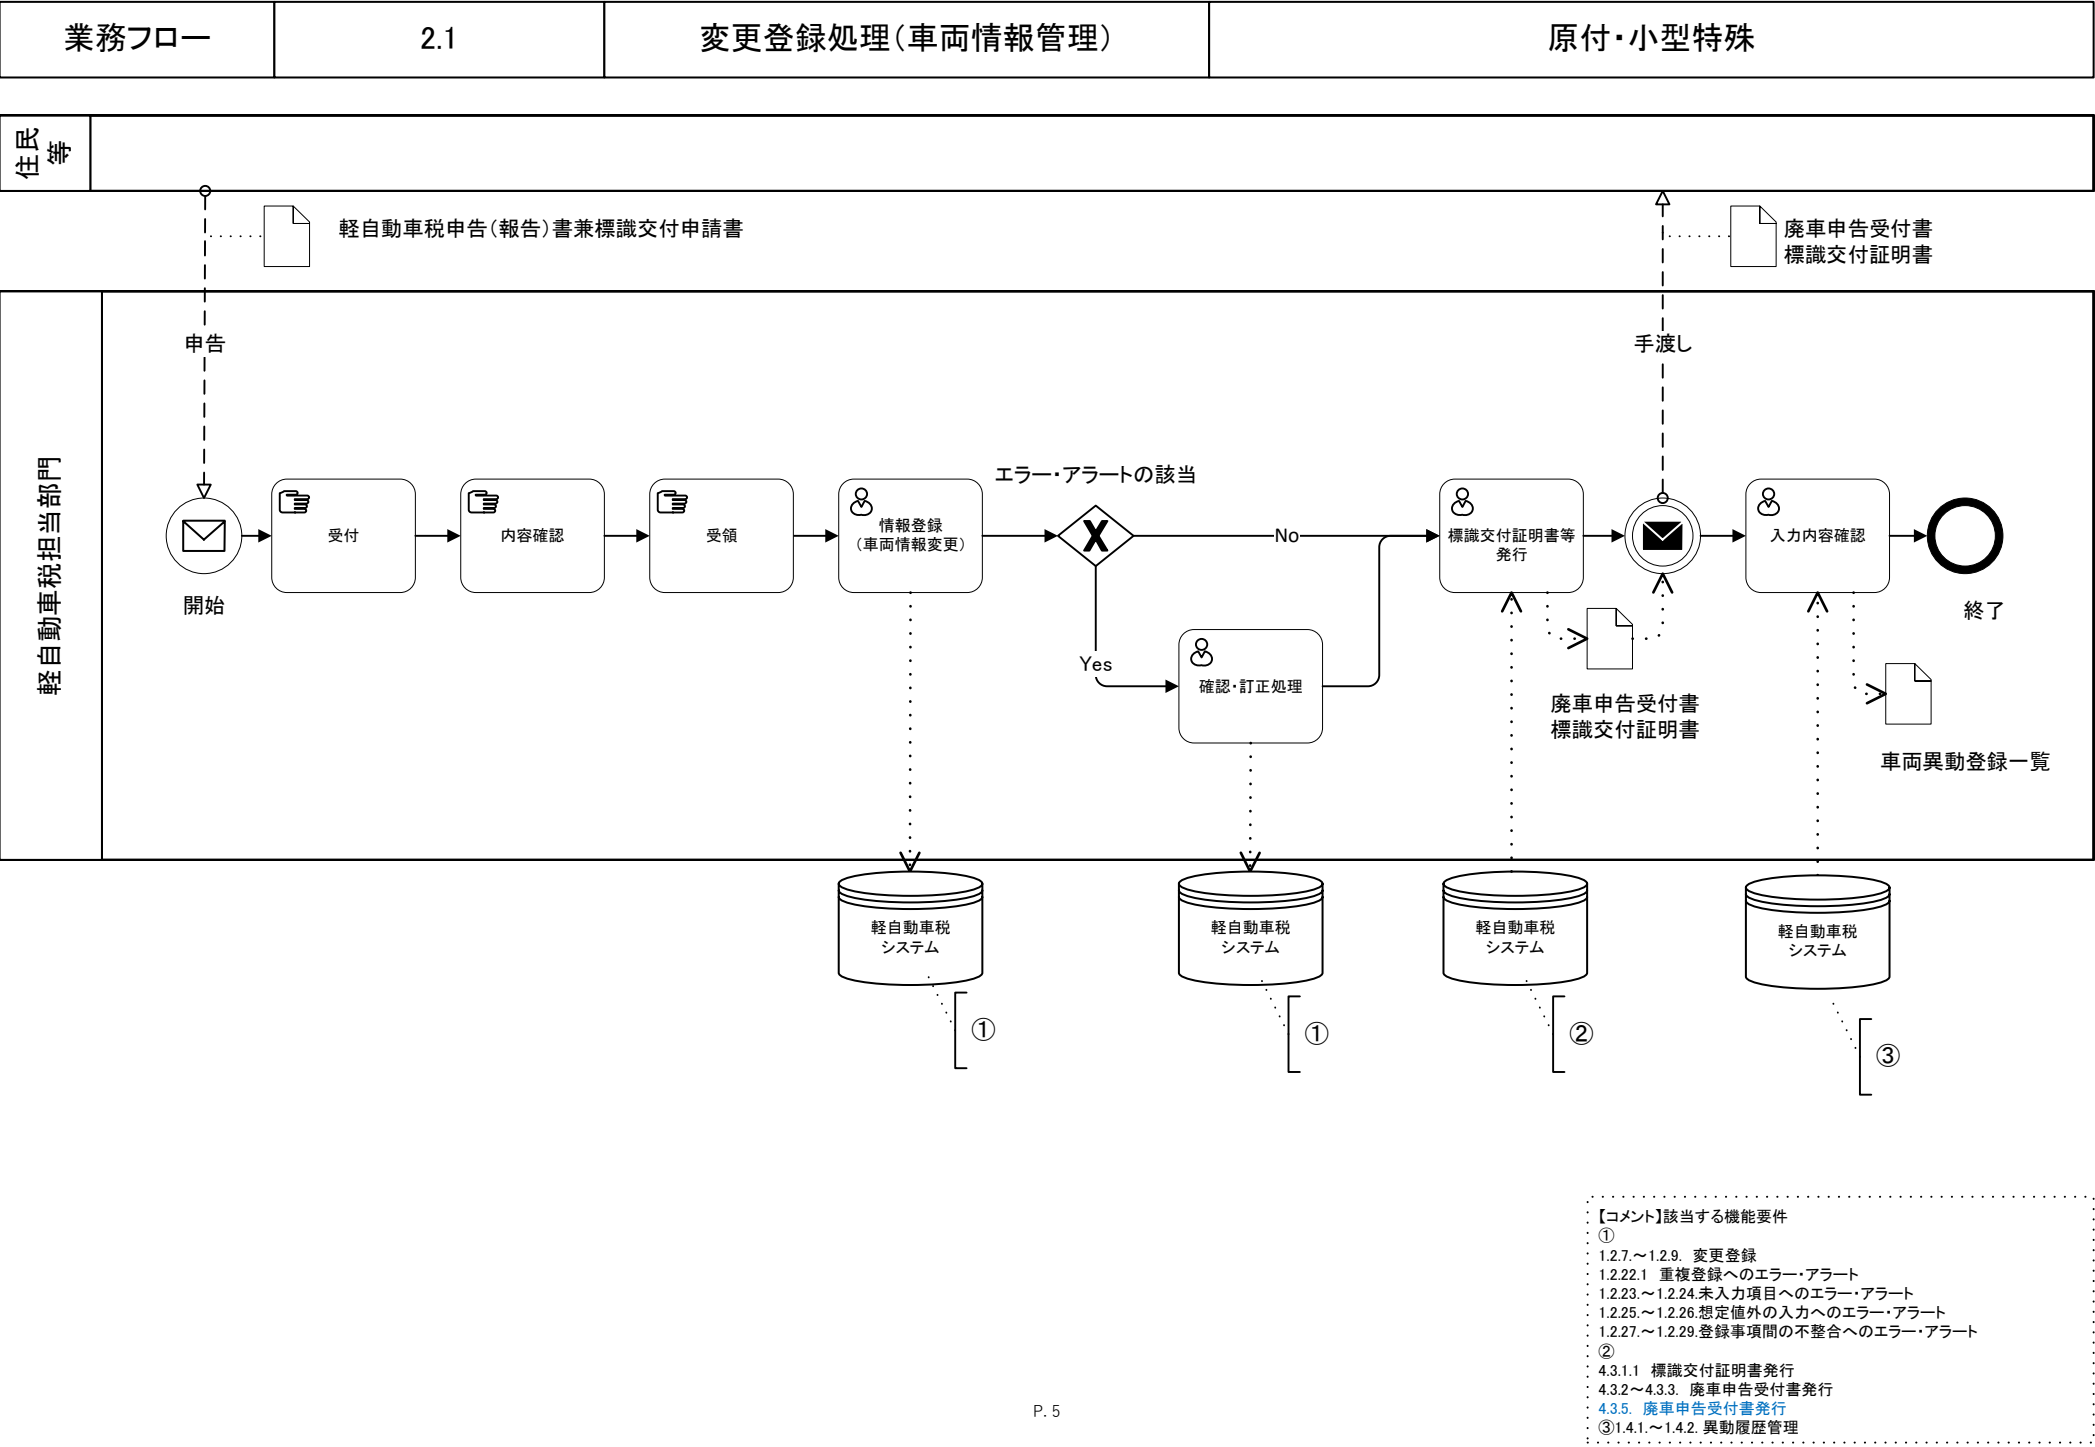 業務フロー
2.1
変更登録処理(車両情報管理)
原付・小型特殊
住民
等
軽自動車税申告(報告)書兼標識交付申請書
廃車申告受付書
標識交付証明書
軽自動車税担当部門
申告
手渡し
開始
受付
内容確認
受領
情報登録
(車両情報変更)
エラー・アラートの該当
No
Yes
確認・訂正処理
標識交付証明書等
発行
廃車申告受付書
標識交付証明書
入力内容確認
車両異動登録一覧
終了
軽自動車税
システム
①
軽自動車税
システム
①
軽自動車税
システム
②
軽自動車税
システム
③
【コメント】該当する機能要件
①
1.2.7.~1.2.9. 変更登録
1.2.22.1 重複登録へのエラー・アラート
1.2.23.~1.2.24.未入力項目へのエラー・アラート
1.2.25.~1.2.26.想定値外の入力へのエラー・アラート
1.2.27.~1.2.29.登録事項間の不整合へのエラー・アラート
②
4.3.1.1 標識交付証明書発行
4.3.2~4.3.3. 廃車申告受付書発行
4.3.5. 廃車申告受付書発行
③1.4.1.~1.4.2. 異動履歴管理
P. 5